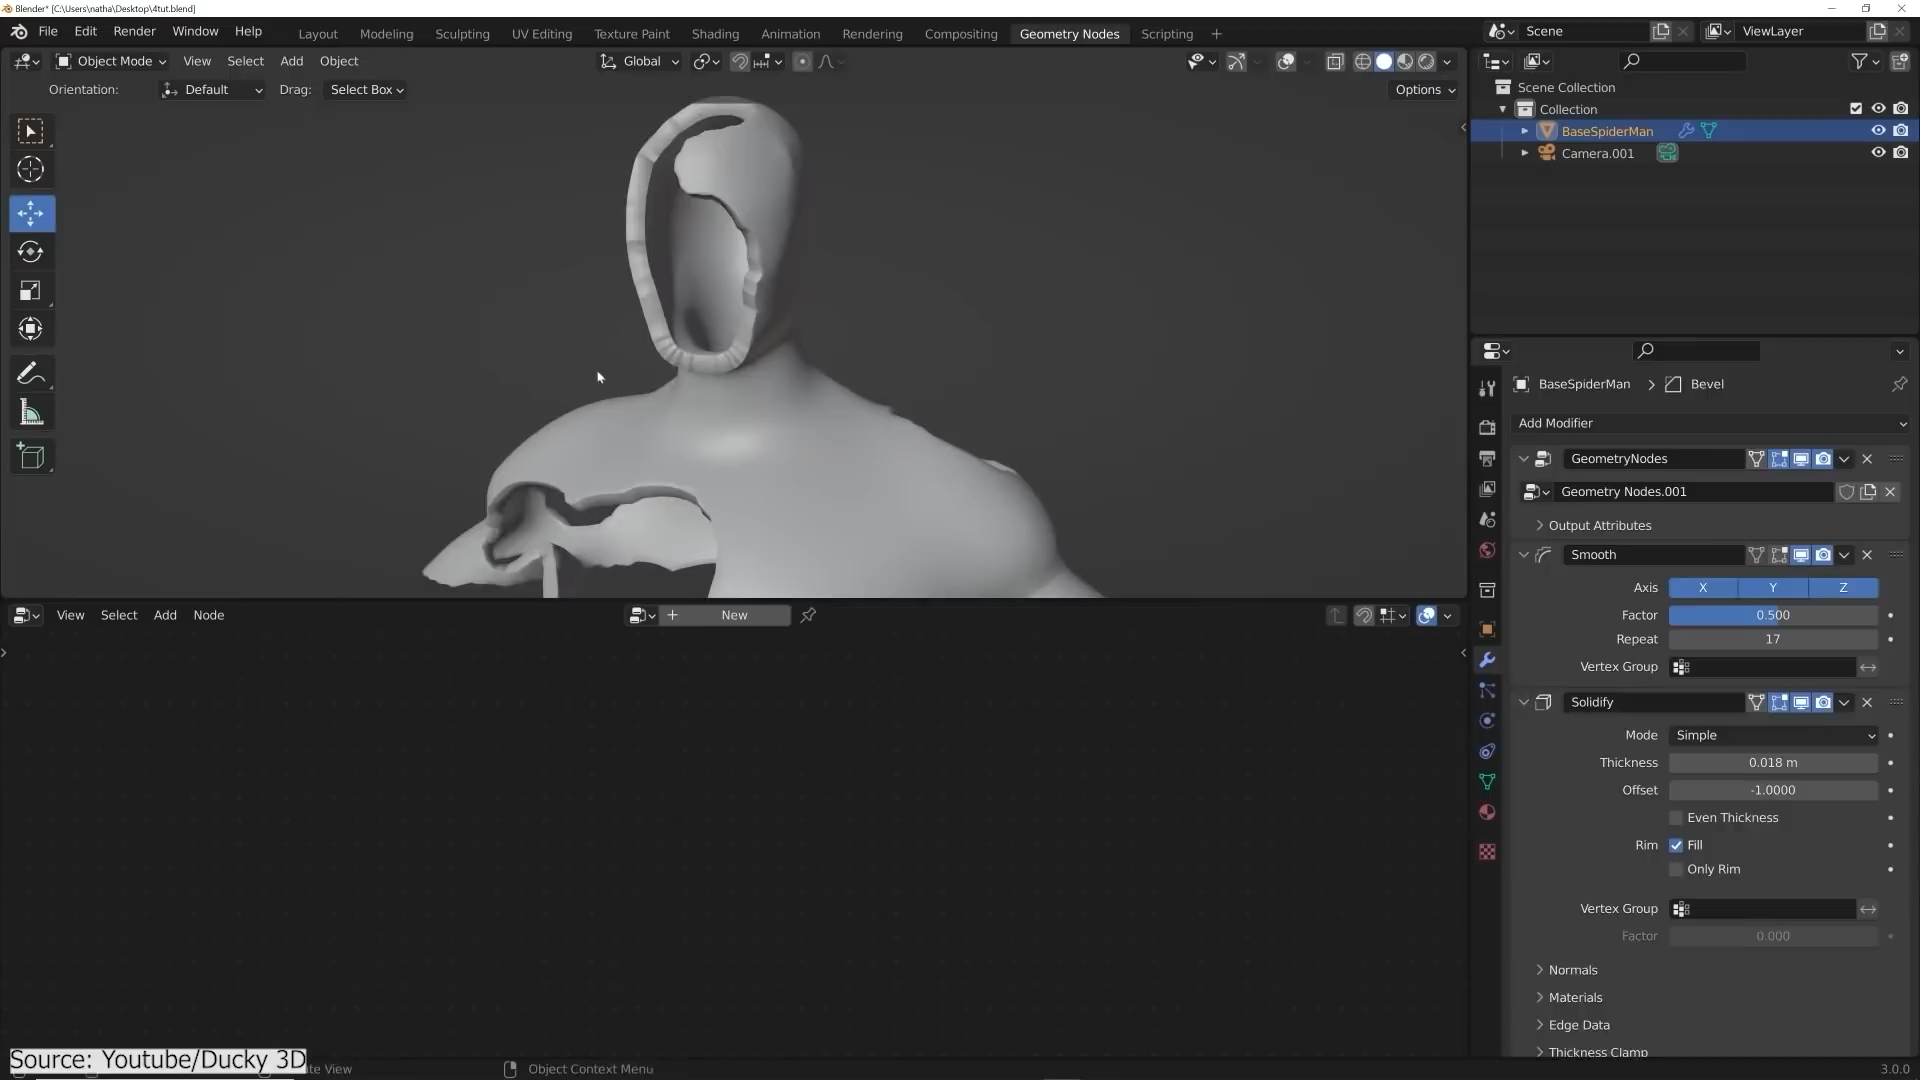 Blender* [C:\Users\natha\Desktop\4tut.blend]
File Edit Render Window Help Layout Modeling Sculpting UV Editing Texture Paint Shading Animation Rendering Compositing Geometry Nodes + Scripting
Scene ViewLayer
Object Mode View Select Add Object Global
Orientation: Default Drag: Select Box Options
Scene Collection
Collection
BaseSpiderMan
Camera.001
BaseSpiderMan > Bevel
Add Modifier
GeometryNodes
Geometry Nodes.001
Output Attributes
Smooth
Axis X Y Z
Factor 0.500
Repeat 17
Vertex Group
Solidify
Mode Simple
Thickness 0.018 m
Offset -1.0000
Even Thickness
Rim Fill
Only Rim
Vertex Group
Factor 0.000
Normals
Materials
Edge Data
Thickness Clamp
View Select Add Node + New
Source: Youtube/Ducky 3D
View Object Context Menu 3.0.0